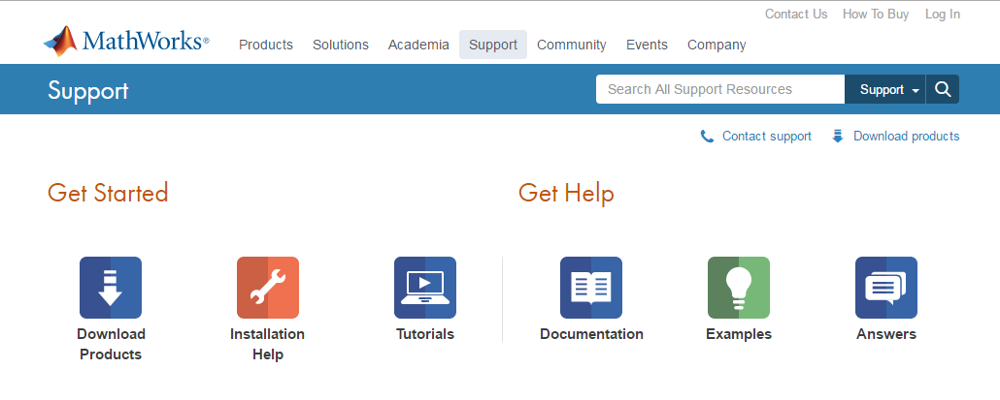 Contact Us How To Buy Log In
MathWorks®
Products Solutions Academia Support Community Events Company
Support
Search All Support Resources
Support
Contact support
Download products
Get Started
Get Help
Download
Products
Installation
Help
Tutorials
Documentation
Examples
Answers